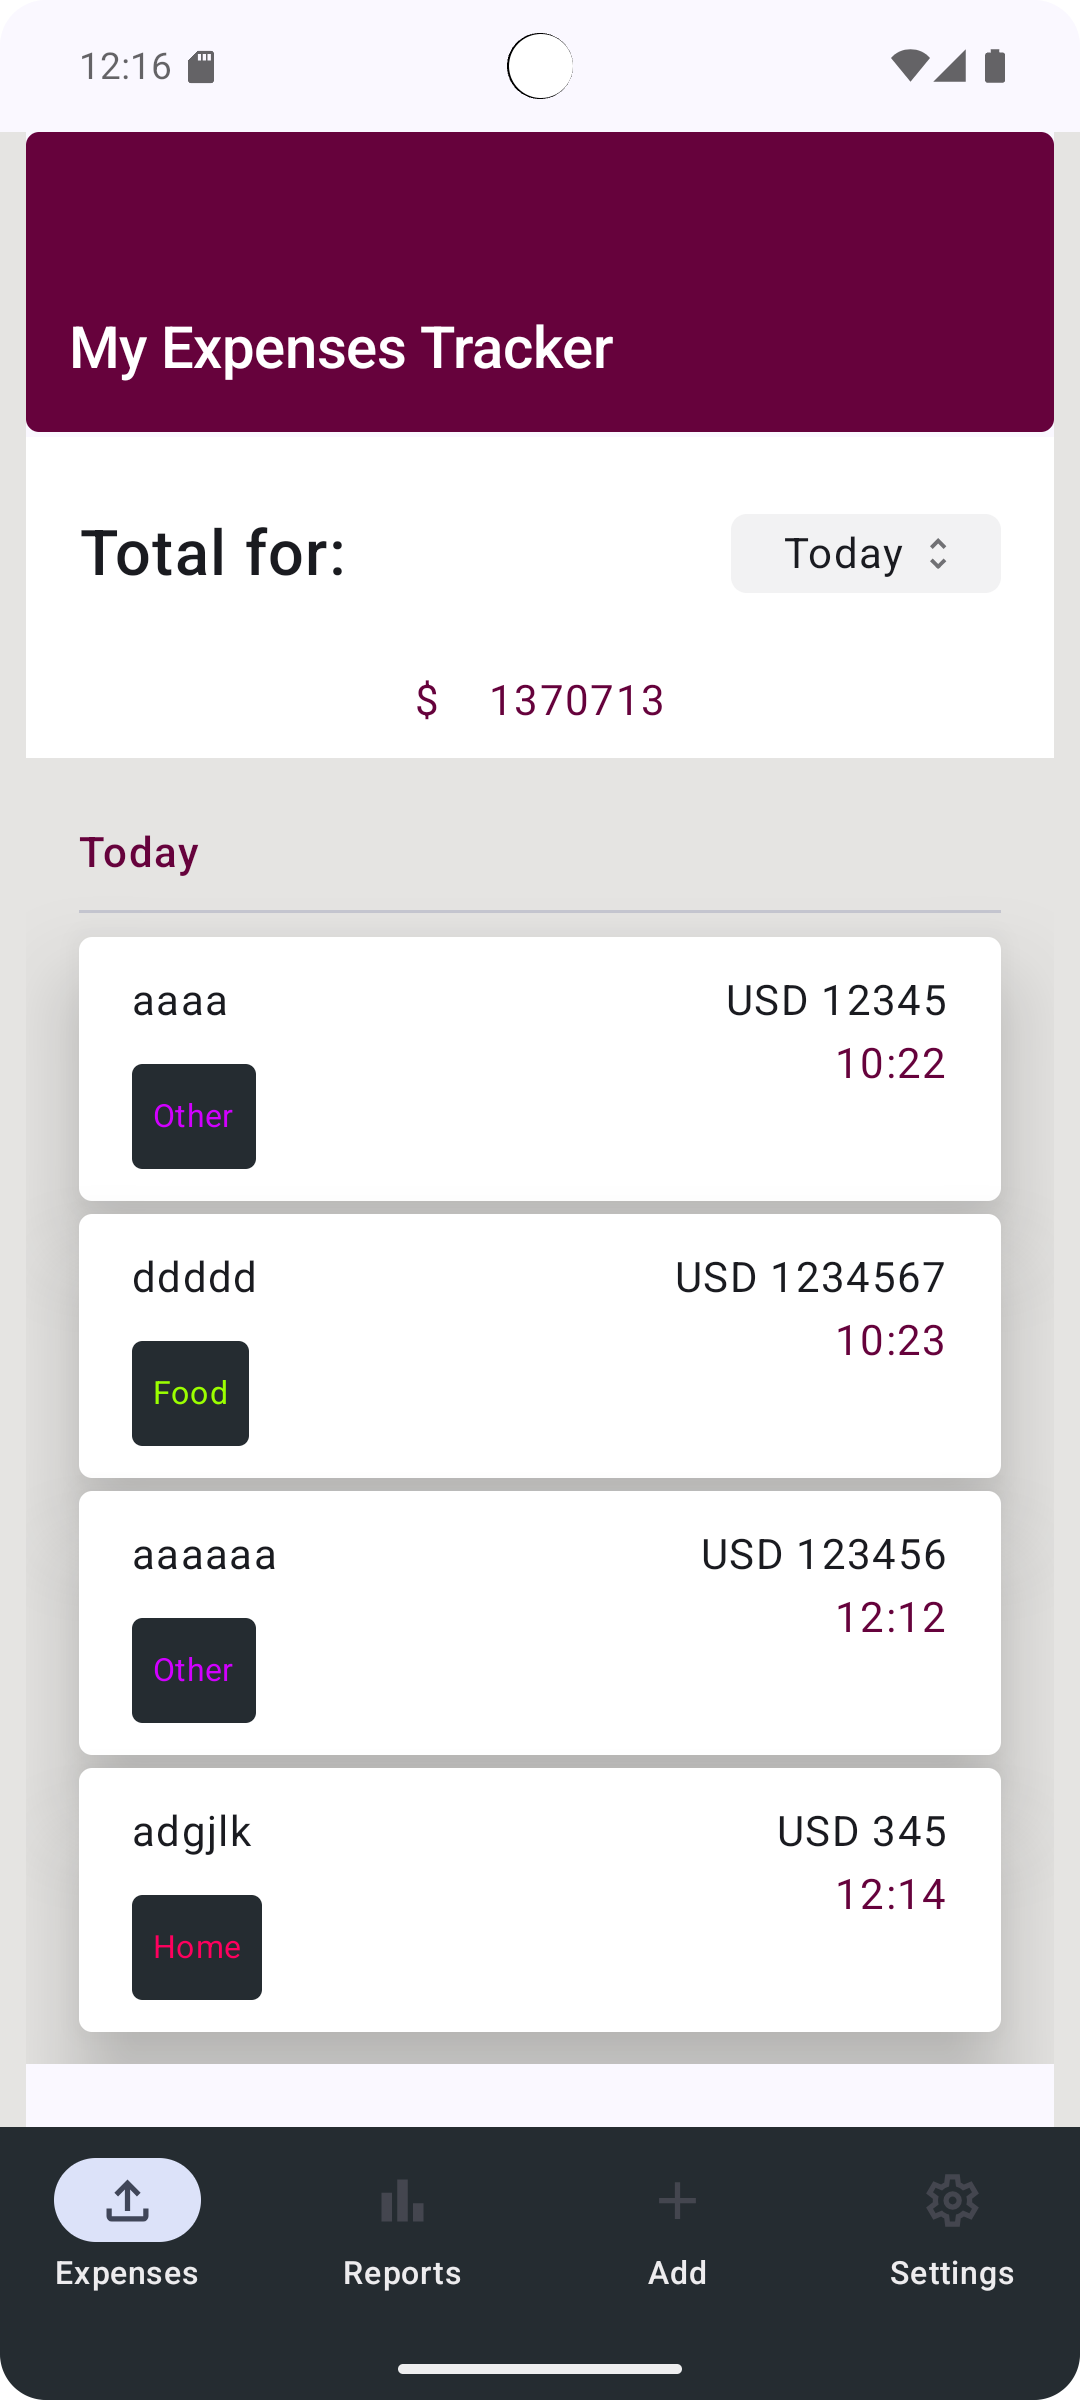 12:16
My Expenses Tracker
Total for:
Today
$ 1370713
Today
aaaa
USD 12345
10:22
Other
ddddd
USD 1234567
10:23
Food
aaaaaa
USD 123456
12:12
Other
adgjlk
USD 345
12:14
Home
Expenses
Reports
Add
Settings